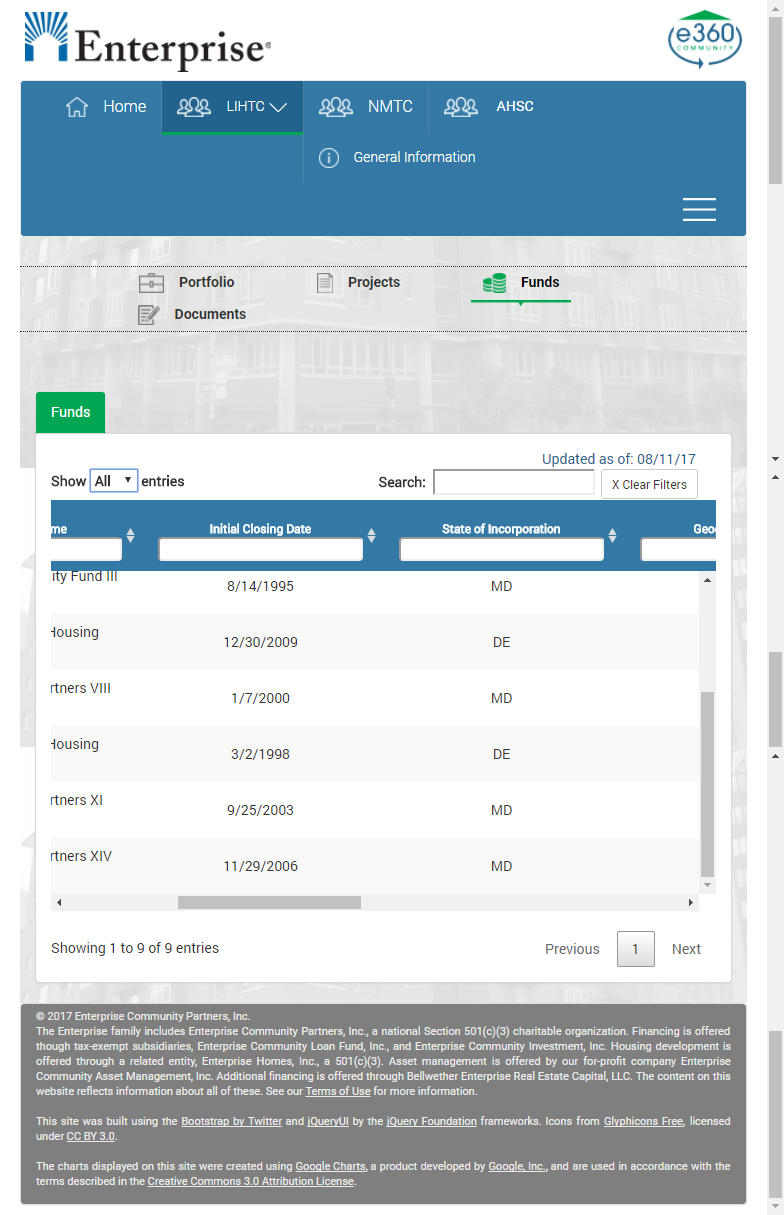 Enterprise®
e360
COMMUNITY
Home LIHTC NMTC AHSC
General Information
Portfolio Projects Funds
Documents
Funds
Updated as of: 08/11/17
Show All entries Search: X Clear Filters
me Initial Closing Date State of Incorporation Geo
ity Fund III 8/14/1995 MD
Housing 12/30/2009 DE
rtners VIII 1/7/2000 MD
Housing 3/2/1998 DE
rtners XI 9/25/2003 MD
rtners XIV 11/29/2006 MD
Showing 1 to 9 of 9 entries Previous 1 Next
© 2017 Enterprise Community Partners, Inc.
The Enterprise family includes Enterprise Community Partners, Inc., a national Section 501(c)(3) charitable organization. Financing is offered
though tax-exempt subsidiaries, Enterprise Community Loan Fund, Inc., and Enterprise Community Investment, Inc. Housing development is
offered through a related entity, Enterprise Homes, Inc., a 501(c)(3). Asset management is offered by our for-profit company Enterprise
Community Asset Management, Inc. Additional financing is offered through Bellwether Enterprise Real Estate Capital, LLC. The content on this
website reflects information about all of these. See our Terms of Use for more information.
This site was built using the Bootstrap by Twitter and jQueryUI by the jQuery Foundation frameworks. Icons from Glyphicons Free, licensed
under CC BY 3.0.
The charts displayed on this site were created using Google Charts, a product developed by Google, Inc., and are used in accordance with the
terms described in the Creative Commons 3.0 Attribution License.